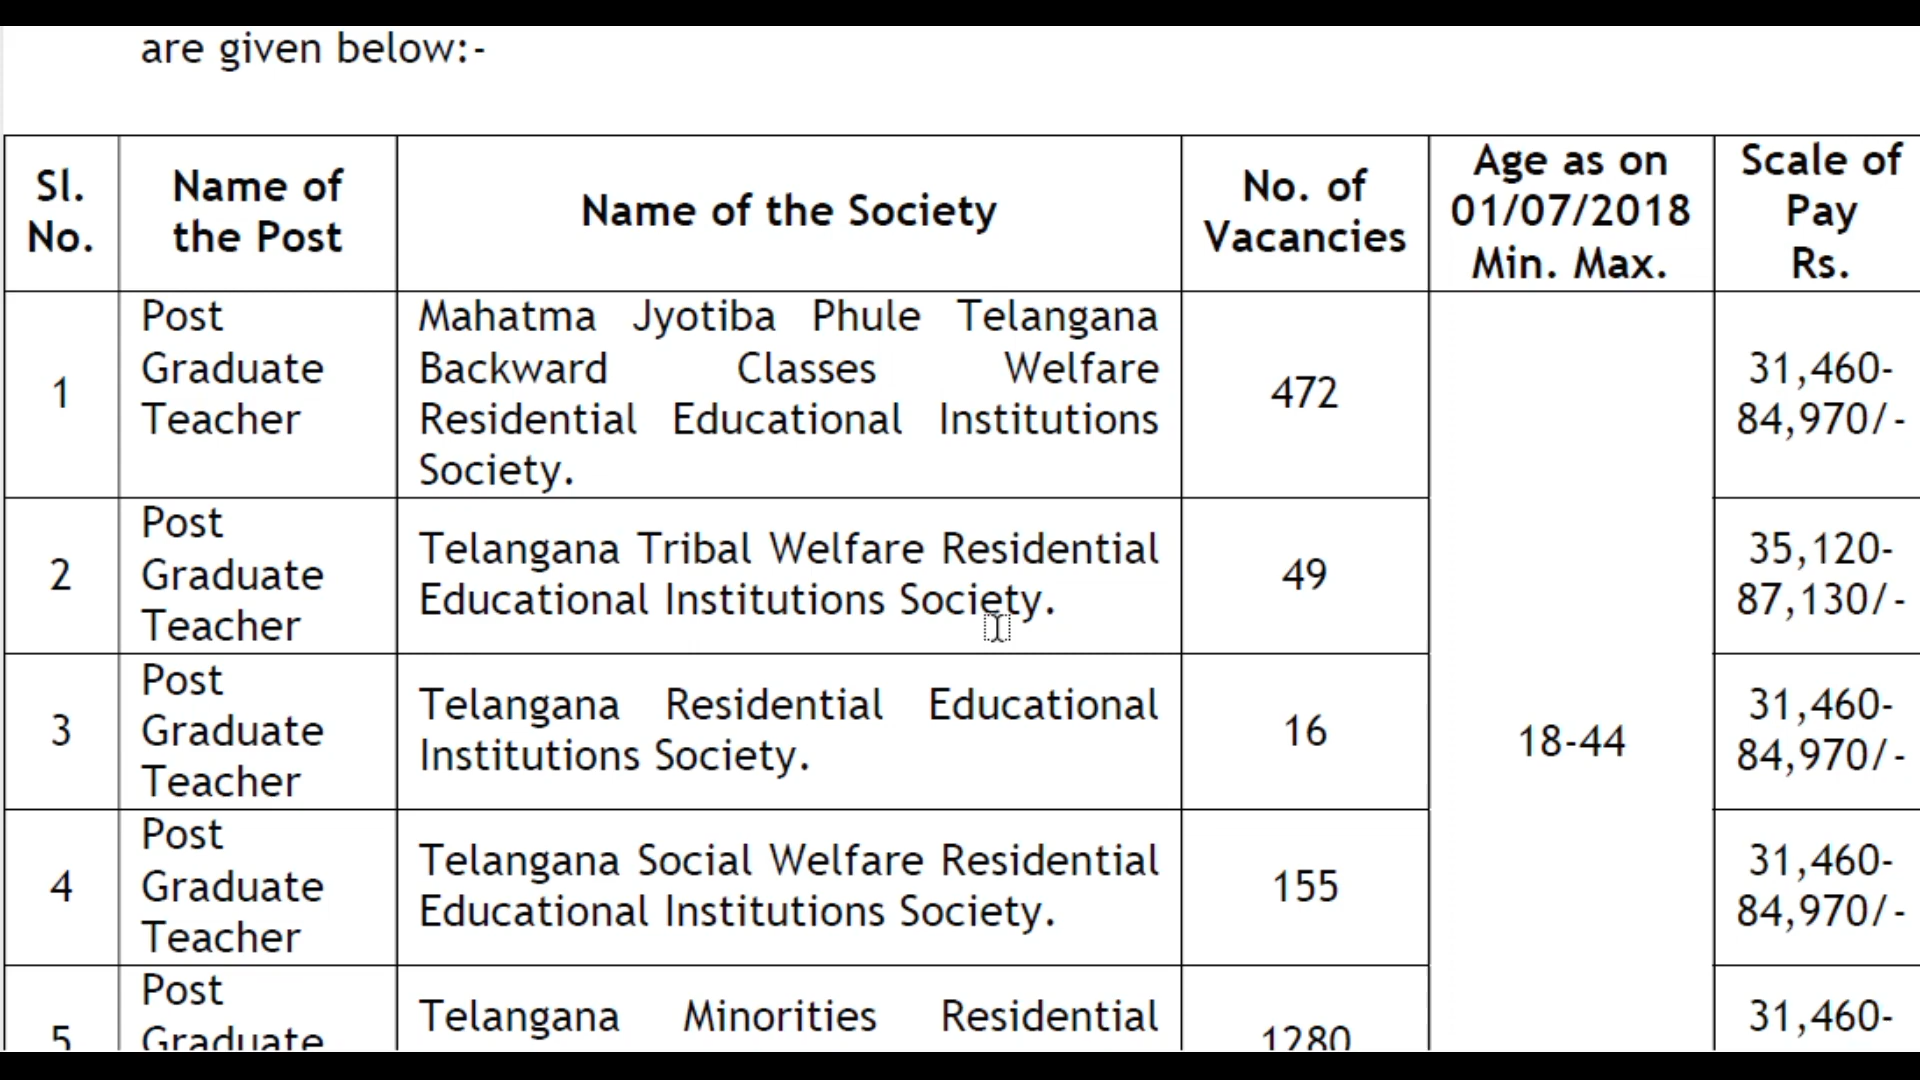 are given below:-
Sl.
No.
Name of
the Post
Name of the Society
No. of
Vacancies
Age as on
01/07/2018
Min. Max.
Scale of
Pay
Rs.
1
Post
Graduate
Teacher
Mahatma Jyotiba Phule Telangana
Backward Classes Welfare
Residential Educational Institutions
Society.
472
31,460-
84,970/-
2
Post
Graduate
Teacher
Telangana Tribal Welfare Residential
Educational Institutions Society.
49
35,120-
87,130/-
3
Post
Graduate
Teacher
Telangana Residential Educational
Institutions Society.
16
18-44
31,460-
84,970/-
4
Post
Graduate
Teacher
Telangana Social Welfare Residential
Educational Institutions Society.
155
31,460-
84,970/-
5
Post
Graduate
Telangana Minorities Residential
1280
31,460-